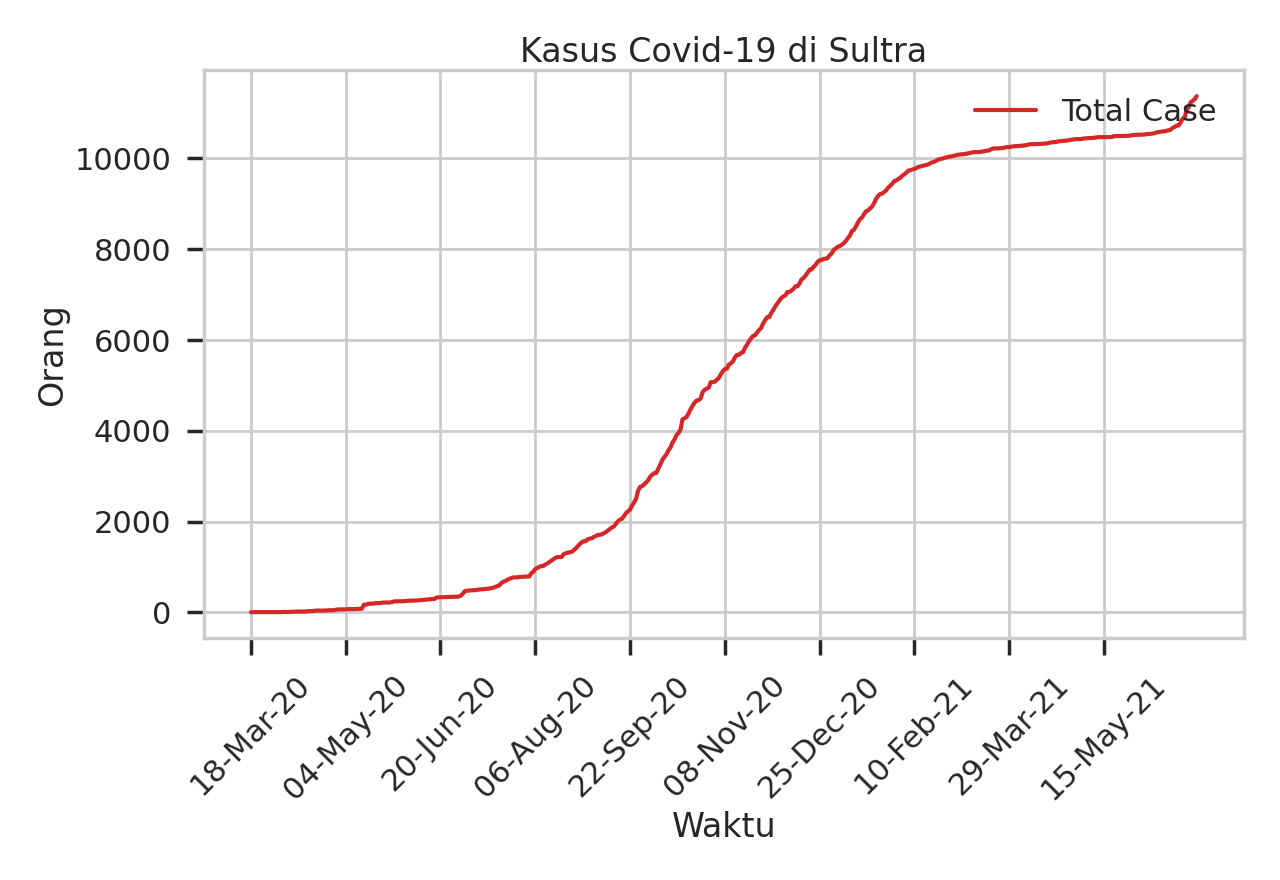 Kasus Covid-19 di Sultra
Total Case
Orang
10000
8000
6000
4000
2000
0
18-Mar-20
04-May-20
20-Jun-20
06-Aug-20
22-Sep-20
08-Nov-20
25-Dec-20
10-Feb-21
29-Mar-21
15-May-21
Waktu